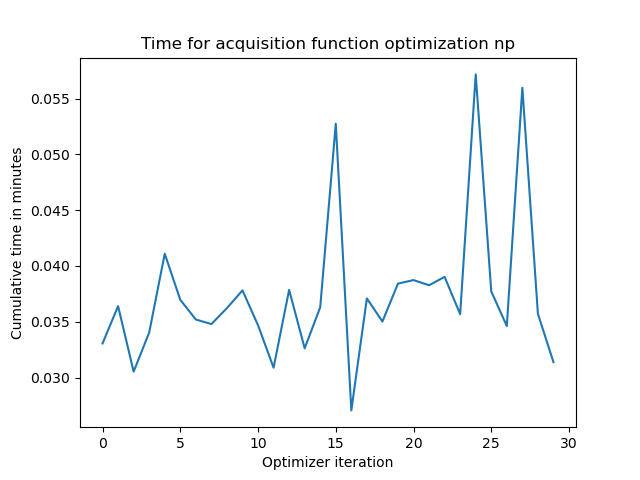 Time for acquisition function optimization np
0.055
0.050
0.045
0.040
0.035
0.030
Cumulative time in minutes
0 5 10 15 20 25 30
Optimizer iteration